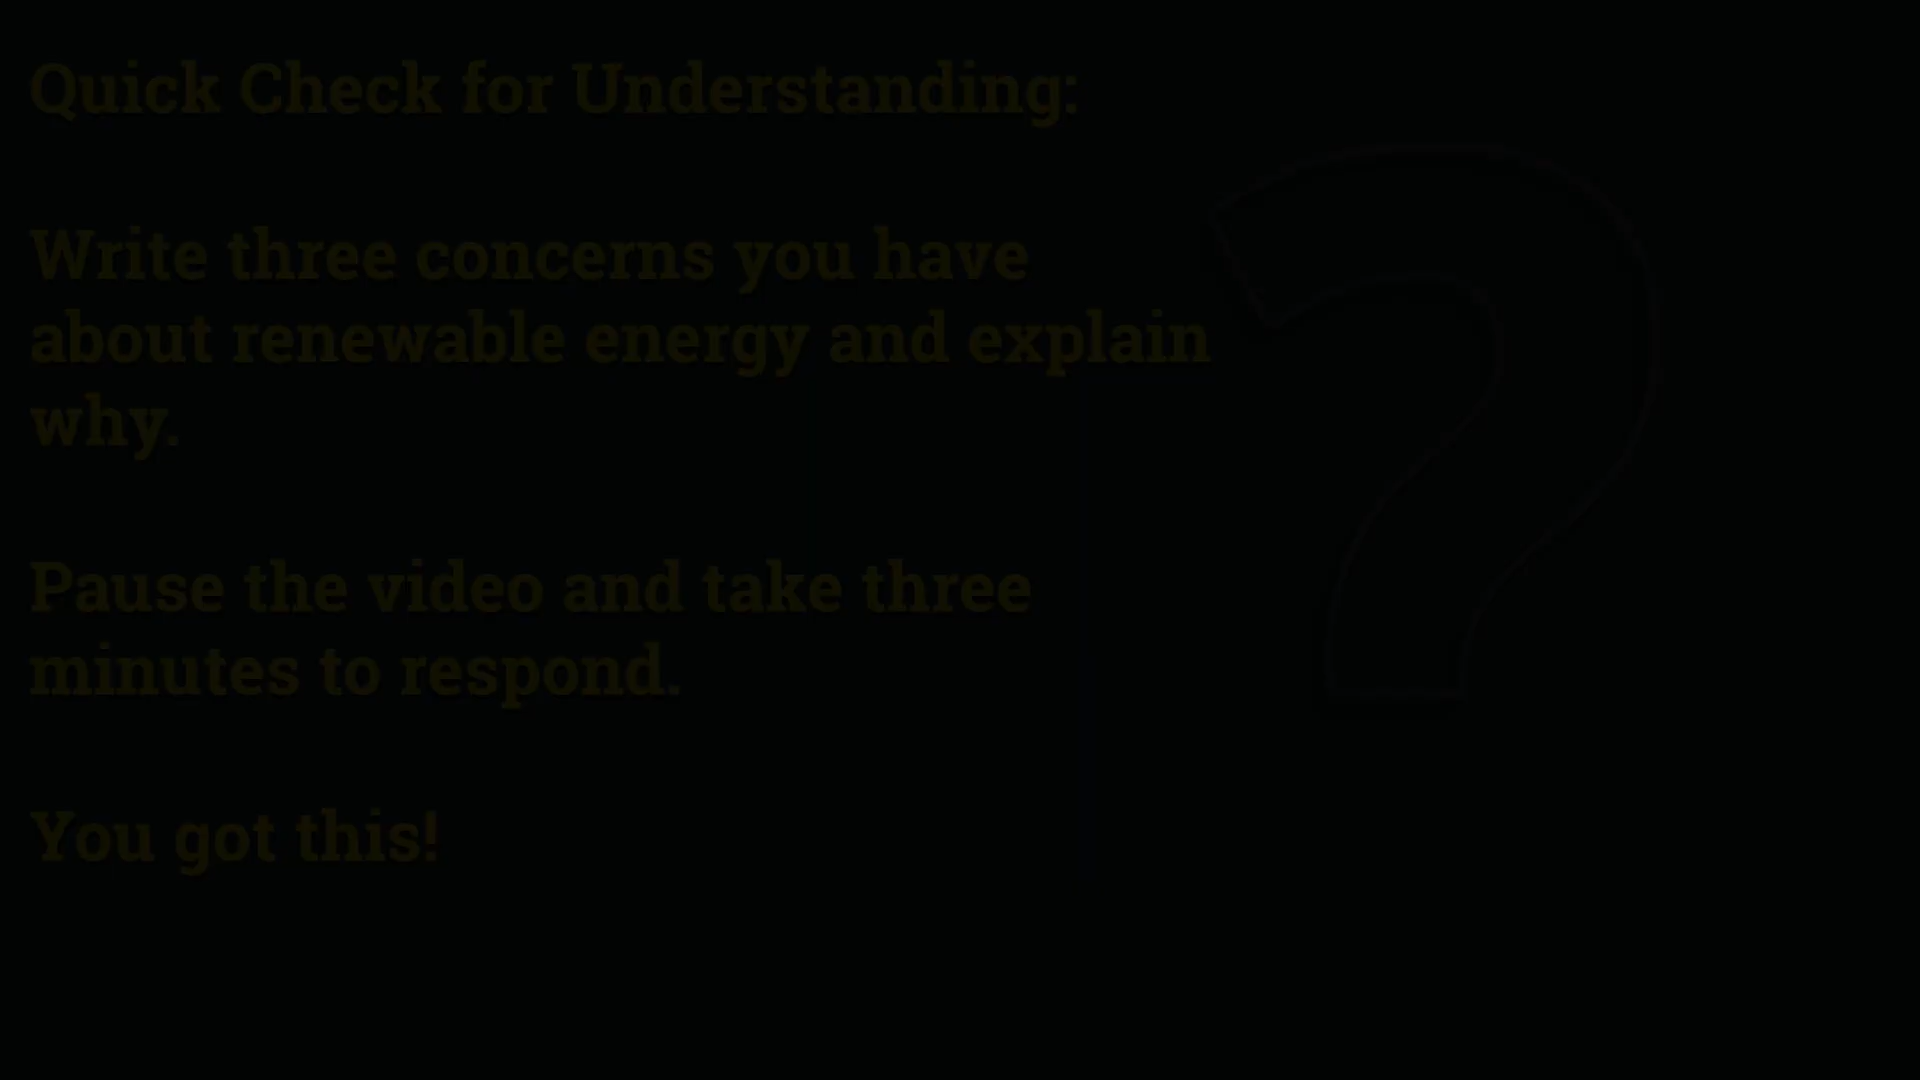 Quick Check for Understanding:
Write three concerns you have
about renewable energy and explain
why.
Pause the video and take three
minutes to respond.
You got this!